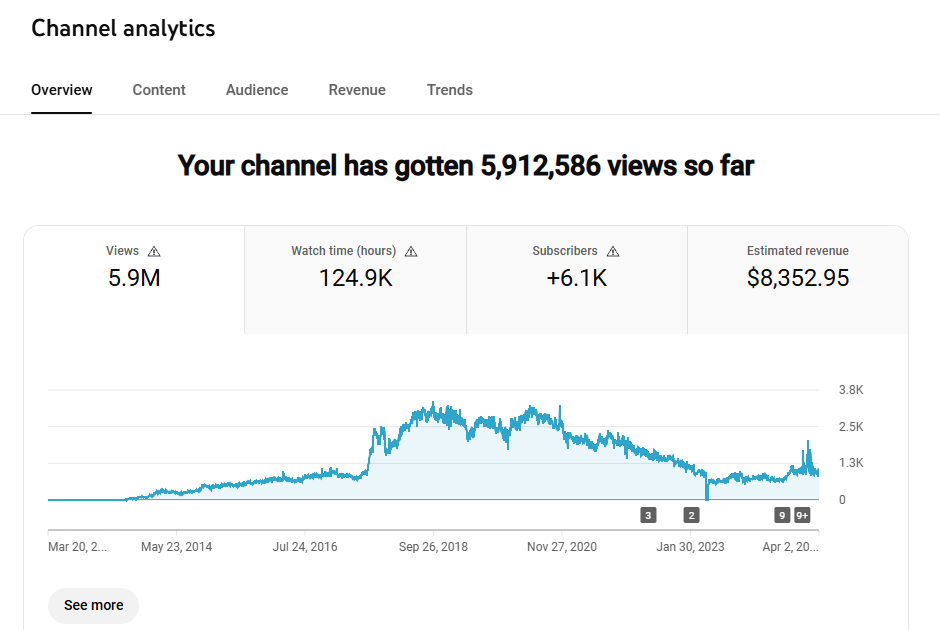 Channel analytics
Overview Content Audience Revenue Trends
Your channel has gotten 5,912,586 views so far
Views Watch time (hours) Subscribers Estimated revenue
5.9M 124.9K +6.1K $8,352.95
3.8K
2.5K
1.3K
0
3 2 9 9+
Mar 20, 2... May 23, 2014 Jul 24, 2016 Sep 26, 2018 Nov 27, 2020 Jan 30, 2023 Apr 2, 20...
See more